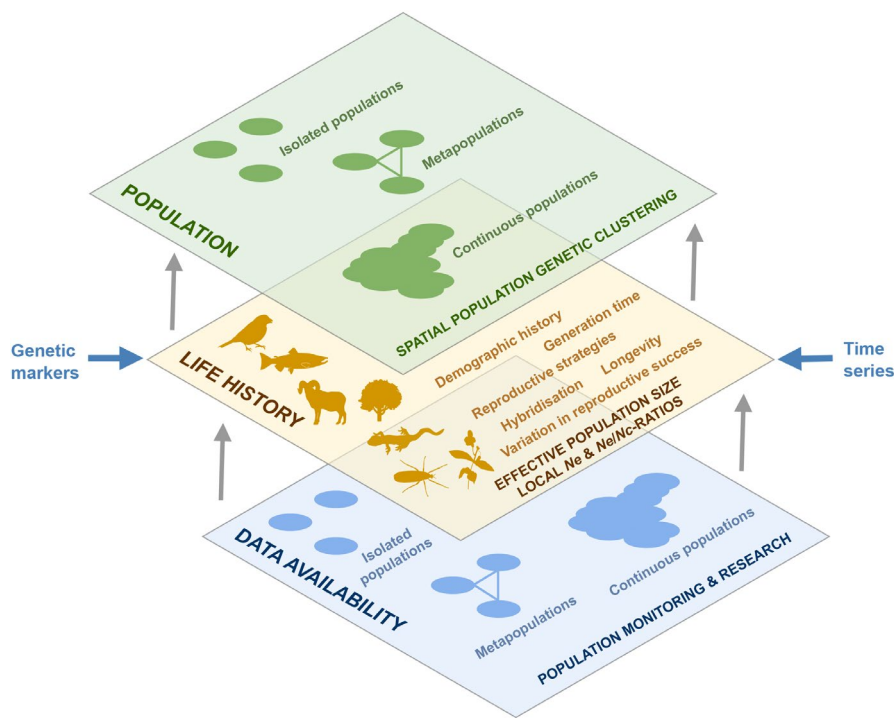 Isolated populations
Metapopulations
Continuous populations
POPULATION
SPATIAL POPULATION GENETIC CLUSTERING
Genetic
markers
Time
series
LIFE HISTORY
Demographic history
Generation time
Reproductive strategies
Longevity
Hybridisation
Variation in reproductive success
EFFECTIVE POPULATION SIZE
LOCAL Ne & Ne/Nc-RATIOS
DATA AVAILABILITY
Isolated
populations
Metapopulations
Continuous populations
POPULATION MONITORING & RESEARCH